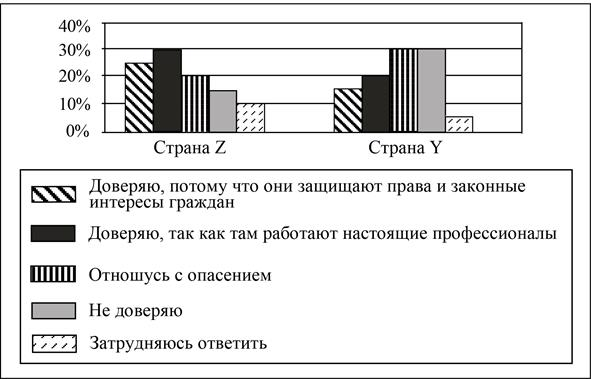 40%
30%
20%
10%
0%
Страна Z Страна Y
Доверяю, потому что они защищают права и законные
интересы граждан
Доверяю, так как там работают настоящие профессионалы
Отношусь с опасением
Не доверяю
Затрудняюсь ответить